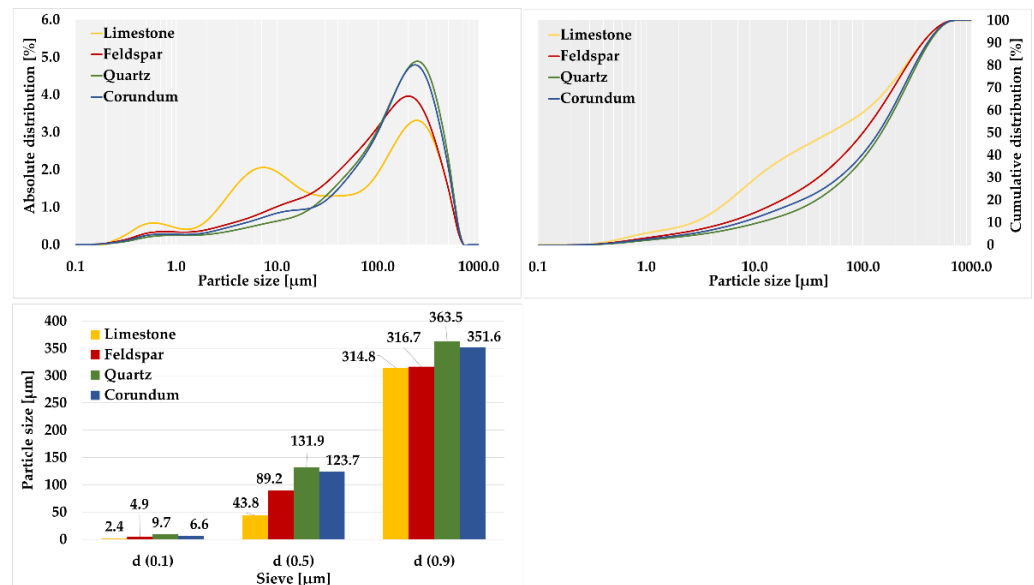 6.0
5.0
4.0
3.0
2.0
1.0
0.0
Absolute distribution [%]
Limestone
Feldspar
Quartz
Corundum
0.1
1.0
10.0
100.0
1000.0
Particle size [μm]
Limestone
Feldspar
Quartz
Corundum
100
90
80
70
60
50
40
30
20
10
0
Cumulative distribution [%]
0.1
1.0
10.0
100.0
1000.0
Particle size [μm]
400
350
300
250
200
150
100
50
0
Particle size [μm]
Limestone
Feldspar
Quartz
Corundum
2.4
4.9
9.7
6.6
43.8
89.2
131.9
123.7
314.8
316.7
363.5
351.6
d (0.1)
d (0.5)
d (0.9)
Sieve [μm]